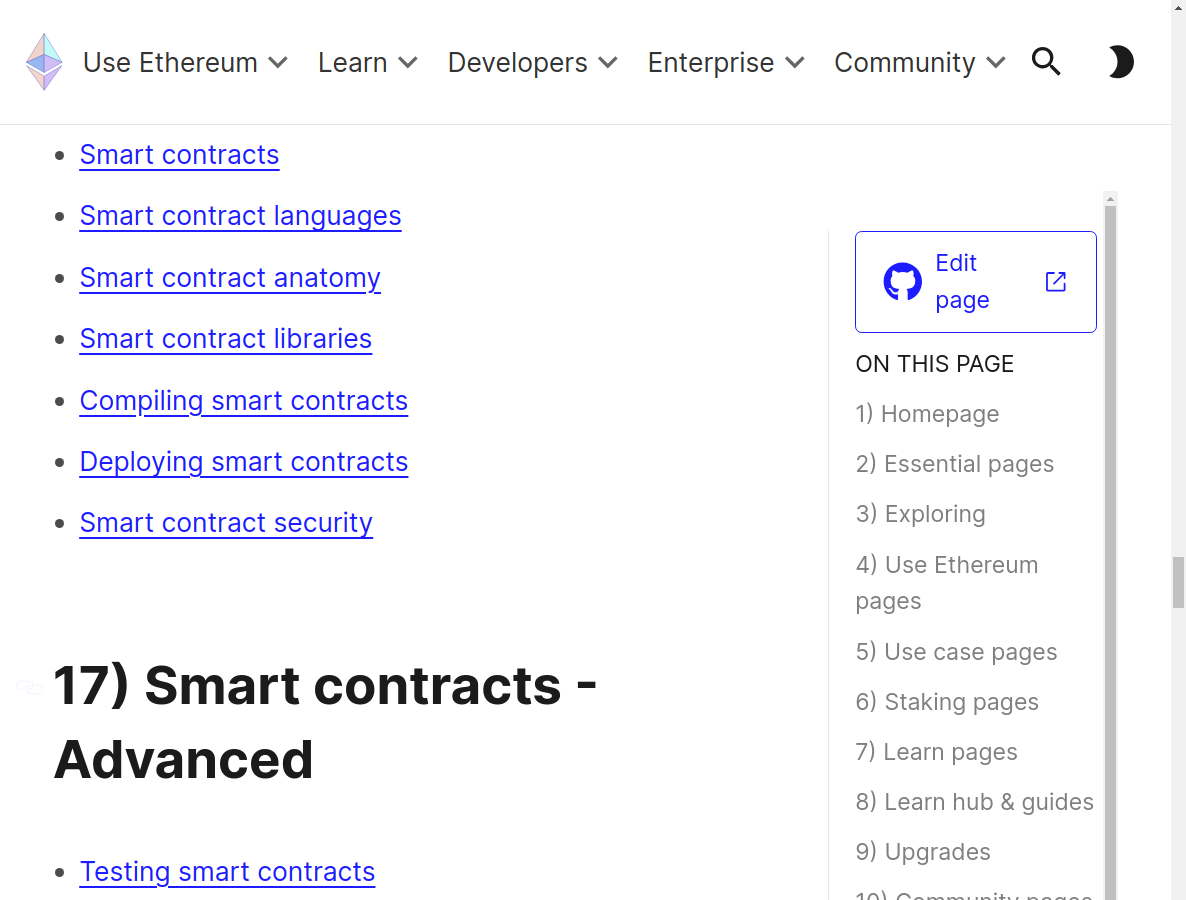 Use Ethereum Learn Developers Enterprise Community
Smart contracts
Smart contract languages
Smart contract anatomy
Smart contract libraries
Compiling smart contracts
Deploying smart contracts
Smart contract security
17) Smart contracts -
Advanced
Testing smart contracts
Edit
page
ON THIS PAGE
1) Homepage
2) Essential pages
3) Exploring
4) Use Ethereum
pages
5) Use case pages
6) Staking pages
7) Learn pages
8) Learn hub & guides
9) Upgrades
10) Community pages